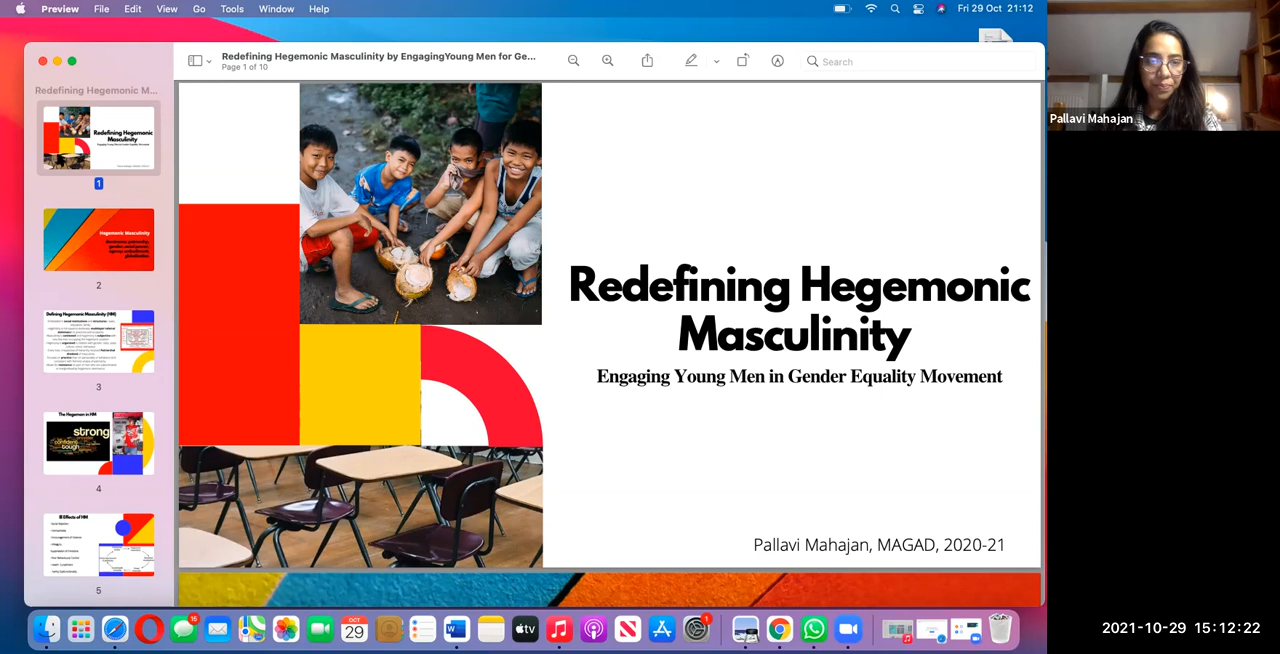 Preview File Edit View Go Tools Window Help
Fri 29 Oct 21:12
Redefining Hegemonic Masculinity by EngagingYoung Men for Ge...
Page 1 of 10
Search
Redefining Hegemonic M...
Redefining Hegemonic
Masculinity
1
Hegemonic Masculinity
2
Defining Hegemonic Masculinity (HM)
3
The Hegemon in HM
strong
confident
tough
4
Ill Effects of HM
5
Redefining Hegemonic
Masculinity
Engaging Young Men in Gender Equality Movement
Pallavi Mahajan, MAGAD, 2020-21
Pallavi Mahajan
16
OCT
29
W
tv
1
2021-10-29 15:12:22